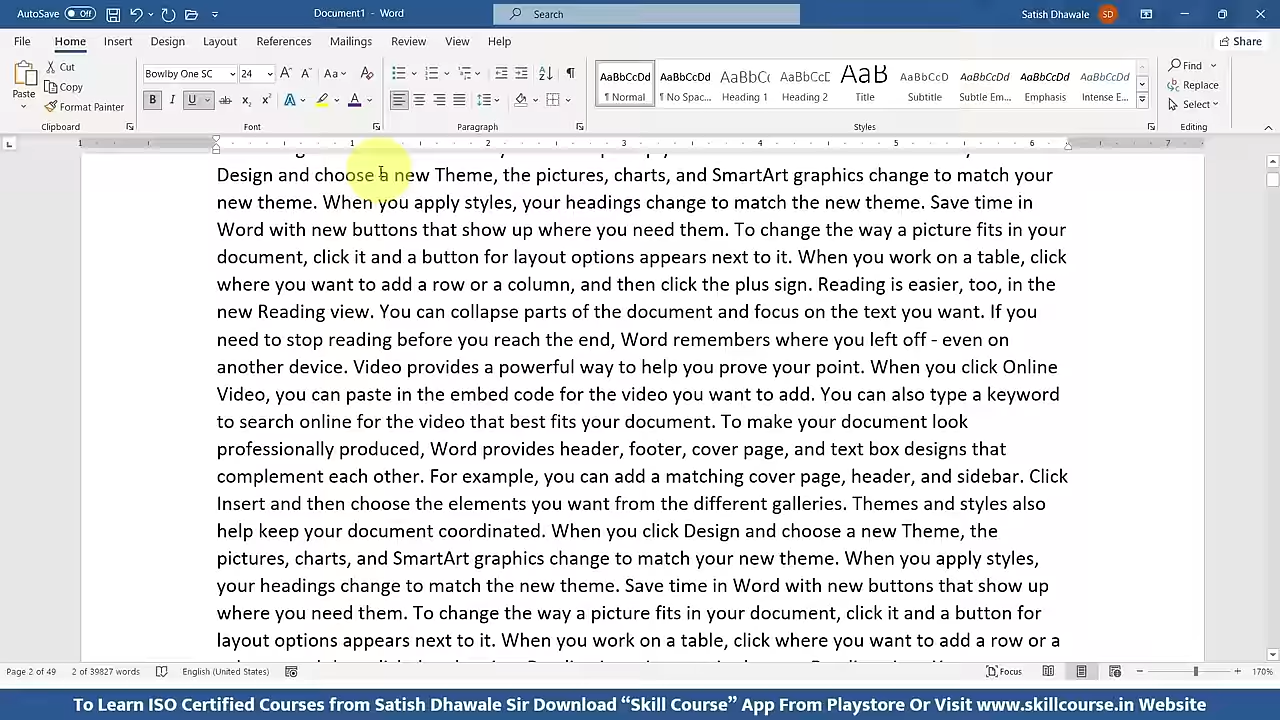 AutoSave Off Document1 - Word Search Satish Dhawale SD
File Home Insert Design Layout References Mailings Review View Help Share
Paste Cut Copy Format Painter Clipboard
Bowlby One SC 24 Font
Paragraph
AaBbCcDd ¶ Normal
AaBbCcDd ¶ No Spac...
AaBbCc Heading 1
AaBbCcD Heading 2
AaB Title
AaBbCcD Subtitle
AaBbCcDd Subtle Em...
AaBbCcDd Emphasis
AaBbCcDd Intense E...
Styles
Find Replace Select Editing
1 1 2 3 4 5 6 7
Design and choose a new Theme, the pictures, charts, and SmartArt graphics change to match your
new theme. When you apply styles, your headings change to match the new theme. Save time in
Word with new buttons that show up where you need them. To change the way a picture fits in your
document, click it and a button for layout options appears next to it. When you work on a table, click
where you want to add a row or a column, and then click the plus sign. Reading is easier, too, in the
new Reading view. You can collapse parts of the document and focus on the text you want. If you
need to stop reading before you reach the end, Word remembers where you left off - even on
another device. Video provides a powerful way to help you prove your point. When you click Online
Video, you can paste in the embed code for the video you want to add. You can also type a keyword
to search online for the video that best fits your document. To make your document look
professionally produced, Word provides header, footer, cover page, and text box designs that
complement each other. For example, you can add a matching cover page, header, and sidebar. Click
Insert and then choose the elements you want from the different galleries. Themes and styles also
help keep your document coordinated. When you click Design and choose a new Theme, the
pictures, charts, and SmartArt graphics change to match your new theme. When you apply styles,
your headings change to match the new theme. Save time in Word with new buttons that show up
where you need them. To change the way a picture fits in your document, click it and a button for
layout options appears next to it. When you work on a table, click where you want to add a row or a
Page 2 of 49 2 of 39827 words English (United States) Focus 170%
To Learn ISO Certified Courses from Satish Dhawale Sir Download “Skill Course” App From Playstore Or Visit www.skillcourse.in Website